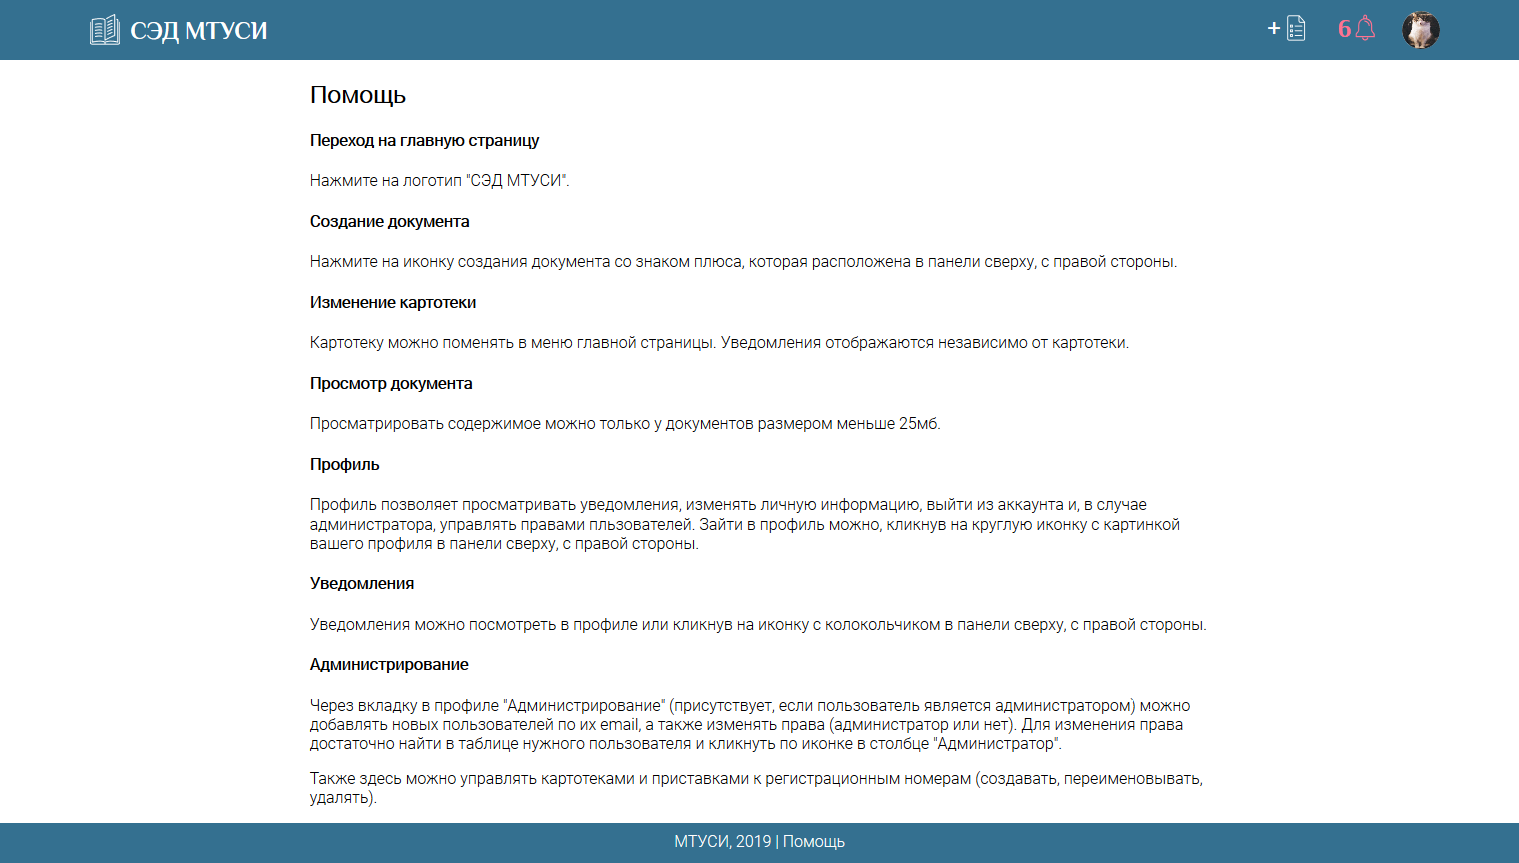 СЭД МТУСИ
+
6
Помощь
Переход на главную страницу
Нажмите на логотип "СЭД МТУСИ".
Создание документа
Нажмите на иконку создания документа со знаком плюса, которая расположена в панели сверху, с правой стороны.
Изменение картотеки
Картотеку можно поменять в меню главной страницы. Уведомления отображаются независимо от картотеки.
Просмотр документа
Просматрировать содержимое можно только у документов размером меньше 25мб.
Профиль
Профиль позволяет просматривать уведомления, изменять личную информацию, выйти из аккаунта и, в случае
администратора, управлять правами пльзователей. Зайти в профиль можно, кликнув на круглую иконку с картинкой
вашего профиля в панели сверху, с правой стороны.
Уведомления
Уведомления можно посмотреть в профиле или кликнув на иконку с колокольчиком в панели сверху, с правой стороны.
Администрирование
Через вкладку в профиле "Администрирование" (присутствует, если пользователь является администратором) можно
добавлять новых пользователей по их email, а также изменять права (администратор или нет). Для изменения права
достаточно найти в таблице нужного пользователя и кликнуть по иконке в столбце "Администратор".
Также здесь можно управлять картотеками и приставками к регистрационным номерам (создавать, переименовывать,
удалять).
МТУСИ, 2019 | Помощь